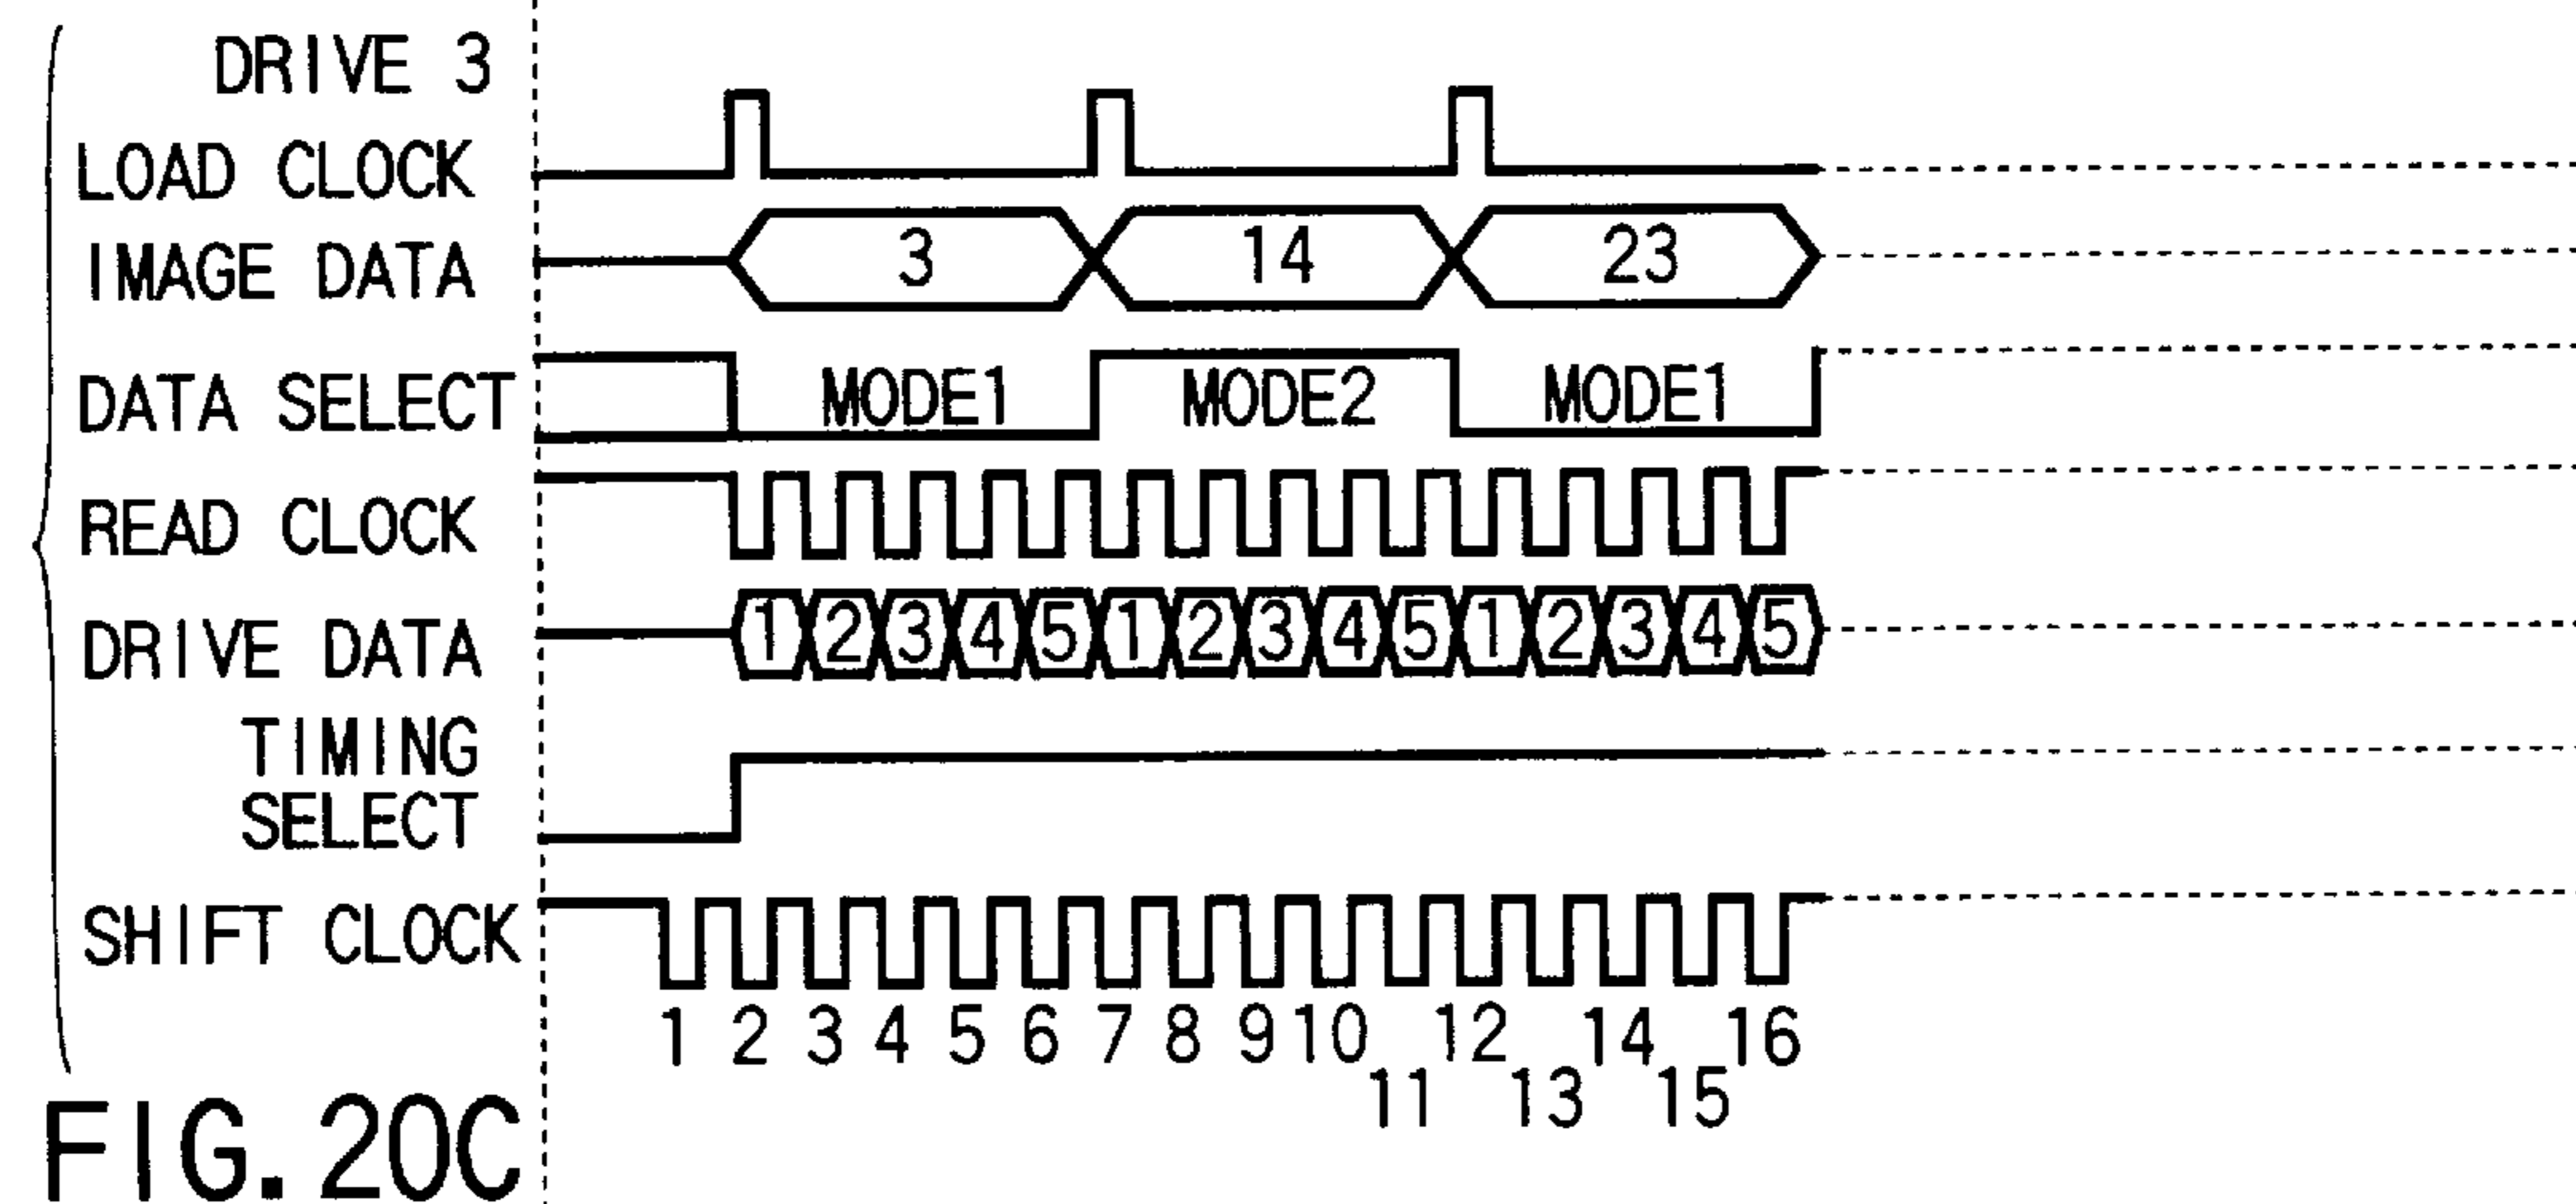 DRIVE 3
LOAD CLOCK
IMAGE DATA 3 14 23
DATA SELECT MODE1 MODE2 MODE1
READ CLOCK
DRIVE DATA 1 2 3 4 5 1 2 3 4 5 1 2 3 4 5
TIMING
SELECT
SHIFT CLOCK
1 2 3 4 5 6 7 8 9 10 12 14 16
11 13 15
FIG. 20C